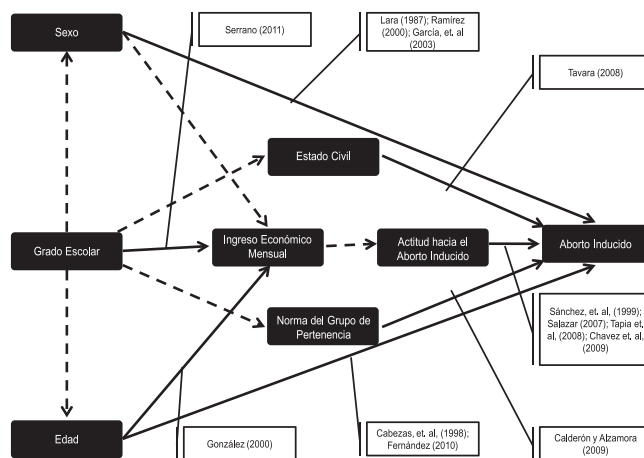 Sexo
Serrano (2011)
Lara (1987); Ramírez
(2000); García, et. al
(2003)
Tavara (2008)
Estado Civil
Grado Escolar
Ingreso Económico
Mensual
Actitud hacia el
Aborto Inducido
Aborto Inducido
Norma del Grupo de
Pertenencia
Sánchez, et. al, (1999);
Salazar (2007); Tapia et,
al, (2008); Chavez et. al,
(2009)
Edad
González (2000)
Cabezas, et. al, (1998);
Fernández (2010)
Calderón y Alzamora
(2009)